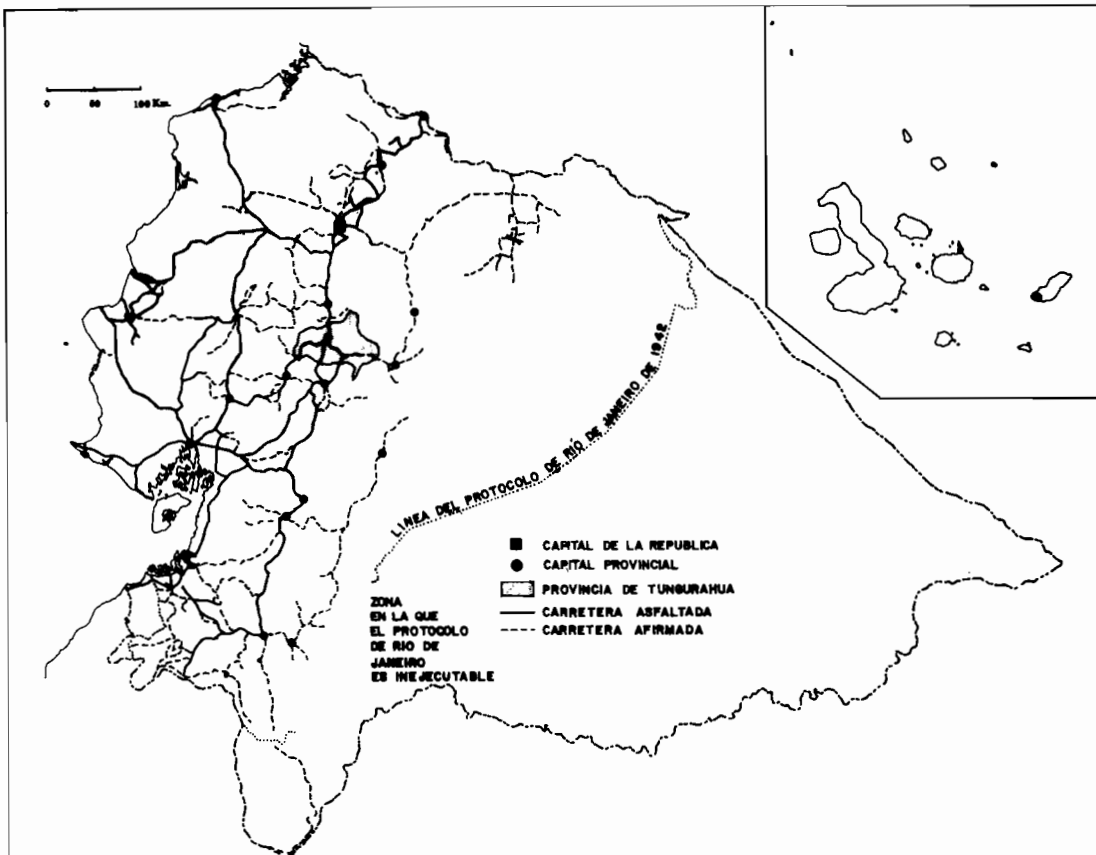 0 50 100 Km.
LINEA DEL PROTOCOLO DE RÍO DE JANEIRO DE 1942
CAPITAL DE LA REPUBLICA
CAPITAL PROVINCIAL
PROVINCIA DE TUNGURAHUA
CARRETERA ASFALTADA
CARRETERA AFIRMADA
ZONA
EN LA QUE
EL PROTOCOLO
DE RIO DE
JANEIRO
ES INEJECUTABLE